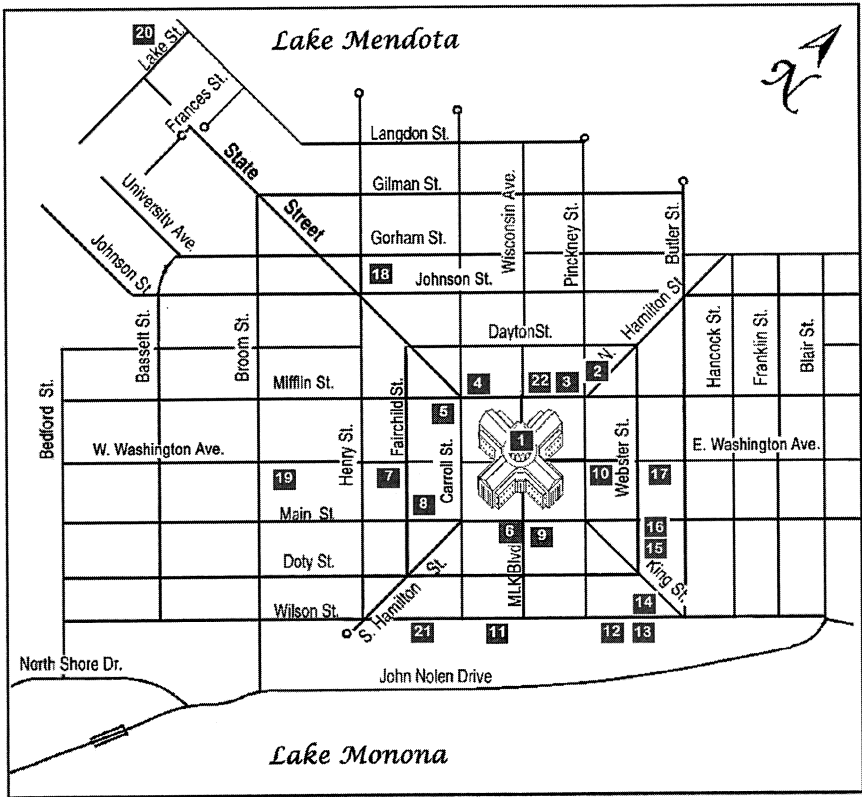 20
Lake Mendota
N
Lake St.
Frances St.
Langdon St.
State
Street
Gilman St.
University Ave.
Wisconsin Ave.
Pinckney St.
Butler St.
Gorham St.
Johnson St
18
Johnson St.
N. Hamilton St
Bassett St.
Broom St.
DaytonSt.
Hancock St.
Franklin St.
Blair St.
Mifflin St.
4
22
3
2
Bedford St.
Henry St.
Fairchild St.
5
Carroll St.
1
Webster St.
W. Washington Ave.
E. Washington Ave.
19
7
10
17
8
Main St.
6
9
16
15
Doty St.
MLK Blvd
King St.
S. Hamilton St.
Wilson St.
14
21
11
12
13
North Shore Dr.
John Nolen Drive
Lake Monona